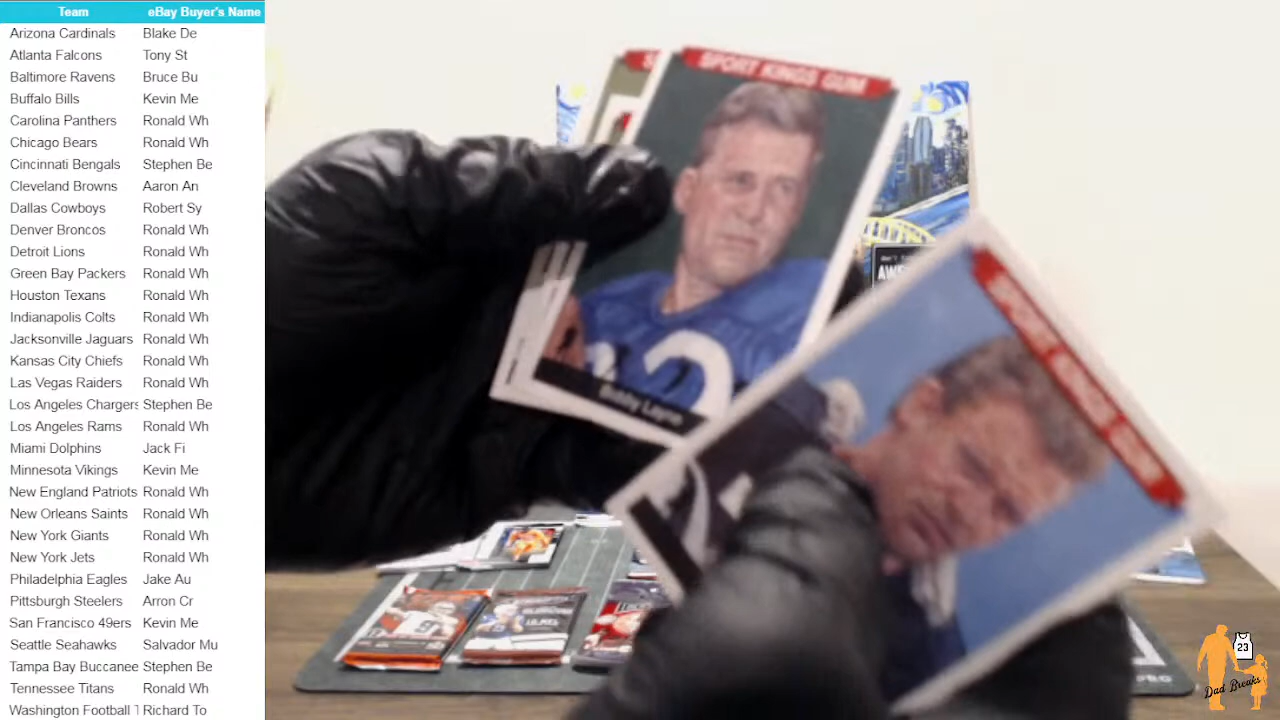 Team eBay Buyer's Name
Arizona Cardinals Blake De
Atlanta Falcons Tony St
Baltimore Ravens Bruce Bu
Buffalo Bills Kevin Me
Carolina Panthers Ronald Wh
Chicago Bears Ronald Wh
Cincinnati Bengals Stephen Be
Cleveland Browns Aaron An
Dallas Cowboys Robert Sy
Denver Broncos Ronald Wh
Detroit Lions Ronald Wh
Green Bay Packers Ronald Wh
Houston Texans Ronald Wh
Indianapolis Colts Ronald Wh
Jacksonville Jaguars Ronald Wh
Kansas City Chiefs Ronald Wh
Las Vegas Raiders Ronald Wh
Los Angeles Chargers Stephen Be
Los Angeles Rams Ronald Wh
Miami Dolphins Jack Fi
Minnesota Vikings Kevin Me
New England Patriots Ronald Wh
New Orleans Saints Ronald Wh
New York Giants Ronald Wh
New York Jets Ronald Wh
Philadelphia Eagles Jake Au
Pittsburgh Steelers Arron Cr
San Francisco 49ers Kevin Me
Seattle Seahawks Salvador Mu
Tampa Bay Buccanee Stephen Be
Tennessee Titans Ronald Wh
Washington Football Richard To
SPORT KINGS GUM
Bobby Layne
SPORT KINGS GUM
23
Dad Breaks